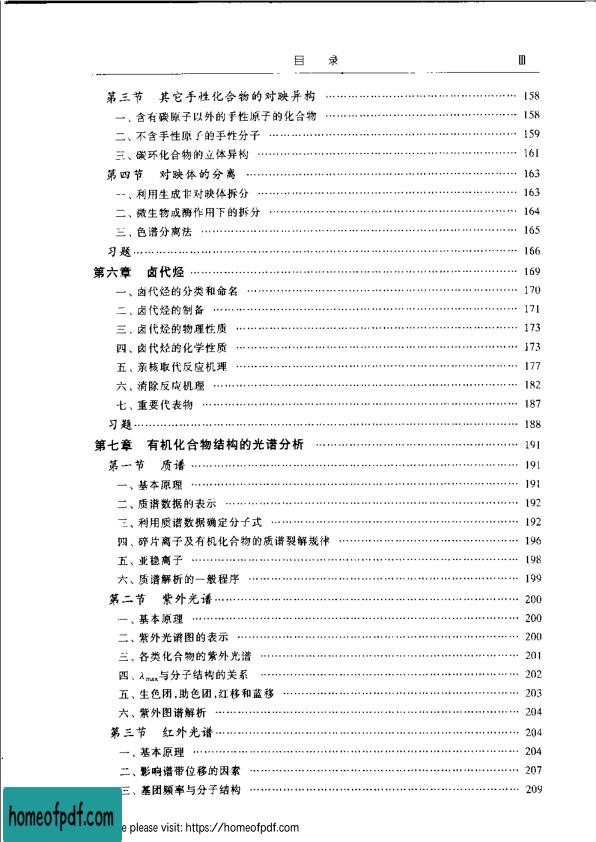 目 录 Ⅲ
第三节 其它手性化合物的对映异构 …… 158
一、含有碳原子以外的手性原子的化合物 …… 158
二、不含手性原子的手性分子 …… 159
三、碳环化合物的立体异构 …… 161
第四节 对映体的分离 …… 163
一、利用生成非对映体拆分 …… 163
二、微生物或酶作用下的拆分 …… 164
三、色谱分离法 …… 165
习题 …… 166
第六章 卤代烃 …… 169
一、卤代烃的分类和命名 …… 170
二、卤代烃的制备 …… 171
三、卤代烃的物理性质 …… 173
四、卤代烃的化学性质 …… 173
五、亲核取代反应机理 …… 177
六、消除反应机理 …… 182
七、重要代表物 …… 187
习题 …… 188
第七章 有机化合物结构的光谱分析 …… 191
第一节 质谱 …… 191
一、基本原理 …… 191
二、质谱数据的表示 …… 192
三、利用质谱数据确定分子式 …… 192
四、碎片离子及有机化合物的质谱裂解规律 …… 196
五、亚稳离子 …… 198
六、质谱解析的一般程序 …… 199
第二节 紫外光谱 …… 200
一、基本原理 …… 200
二、紫外光谱图的表示 …… 200
三、各类化合物的紫外光谱 …… 201
四、λmax与分子结构的关系 …… 202
五、生色团,助色团,红移和蓝移 …… 203
六、紫外图谱解析 …… 204
第三节 红外光谱 …… 204
一、基本原理 …… 204
二、影响谱带位移的因素 …… 207
三、基团频率与分子结构 …… 209
homeofpdf.com
e please visit: https://homeofpdf.com